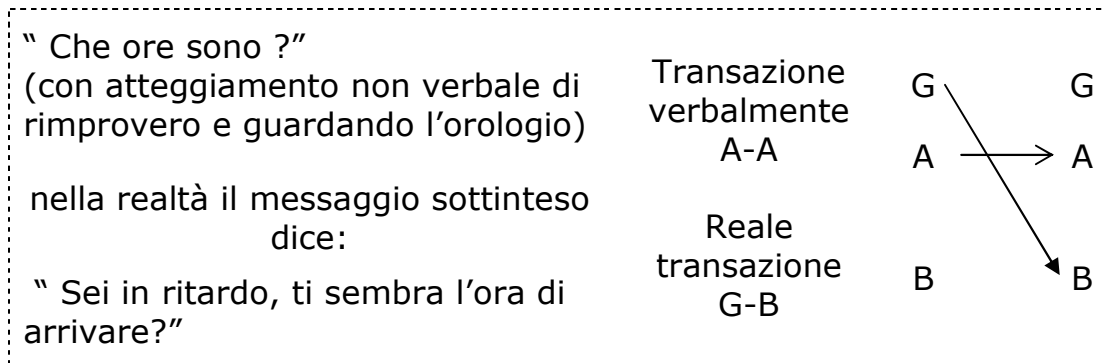 “ Che ore sono ?”
(con atteggiamento non verbale di
rimprovero e guardando l’orologio)
nella realtà il messaggio sottinteso
dice:
“ Sei in ritardo, ti sembra l’ora di
arrivare?”
Transazione
verbalmente
A-A
Reale
transazione
G-B
G G
A A
B B